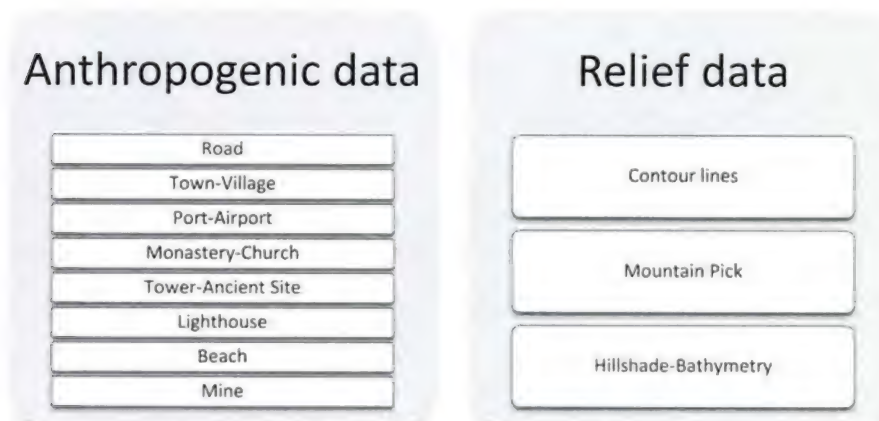 Anthropogenic data
Road
Town-Village
Port-Airport
Monastery-Church
Tower-Ancient Site
Lighthouse
Beach
Mine
Relief data
Contour lines
Mountain Pick
Hillshade-Bathymetry